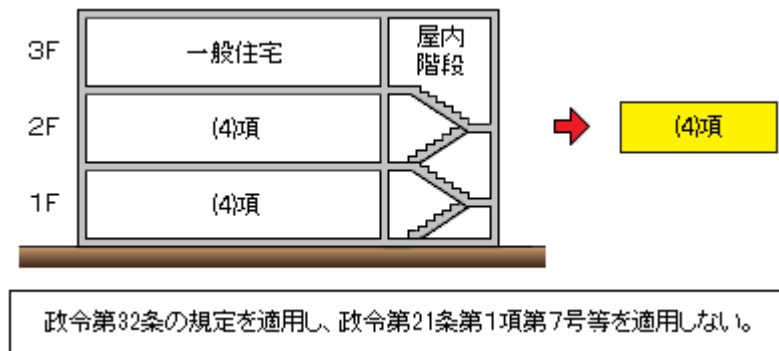 3F
一般住宅
屋内
階段
2F
(4)項
(4)項
1F
(4)項
政令第32条の規定を適用し、政令第21条第1項第7号等を適用しない。